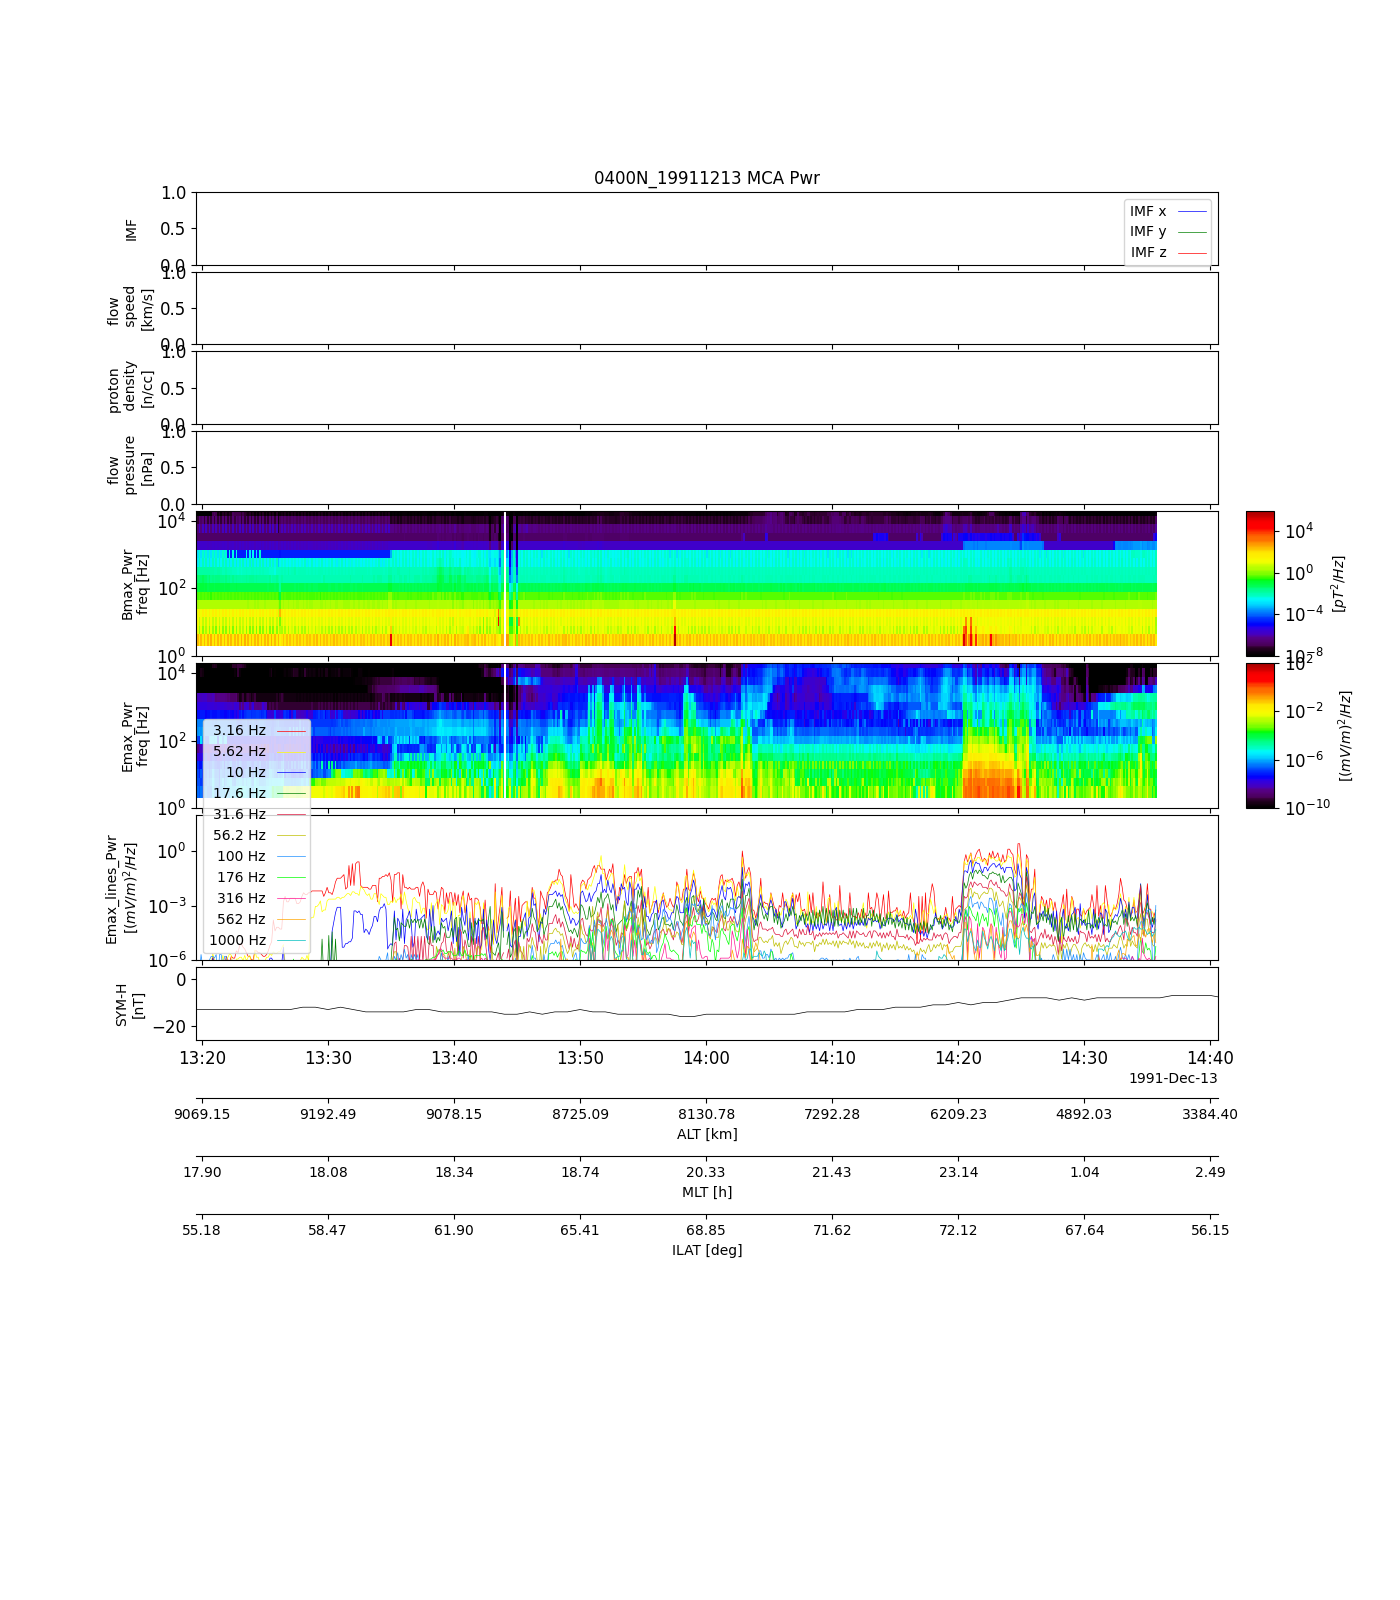 0400N_19911213 MCA Pwr
1.0
0.5
0.0
IMF
IMF x
IMF y
IMF z
1.0
0.5
0.0
flow
speed
[km/s]
1.0
0.5
0.0
proton
density
[n/cc]
1.0
0.5
0.0
flow
pressure
[nPa]
10^4
10^2
10^0
Bmax_Pwr
freq [Hz]
10^4
10^0
10^-4
10^-8
[pT^2/Hz]
10^4
10^2
10^0
Emax_Pwr
freq [Hz]
10^2
10^-2
10^-6
10^-10
[(mV/m)^2/Hz]
3.16 Hz
5.62 Hz
10 Hz
17.6 Hz
31.6 Hz
56.2 Hz
100 Hz
176 Hz
316 Hz
562 Hz
1000 Hz
10^0
10^-3
10^-6
Emax_lines_Pwr
[(mV/m)^2/Hz]
0
−20
SYM-H
[nT]
13:20 13:30 13:40 13:50 14:00 14:10 14:20 14:30 14:40
1991-Dec-13
9069.15 9192.49 9078.15 8725.09 8130.78 7292.28 6209.23 4892.03 3384.40
ALT [km]
17.90 18.08 18.34 18.74 20.33 21.43 23.14 1.04 2.49
MLT [h]
55.18 58.47 61.90 65.41 68.85 71.62 72.12 67.64 56.15
ILAT [deg]